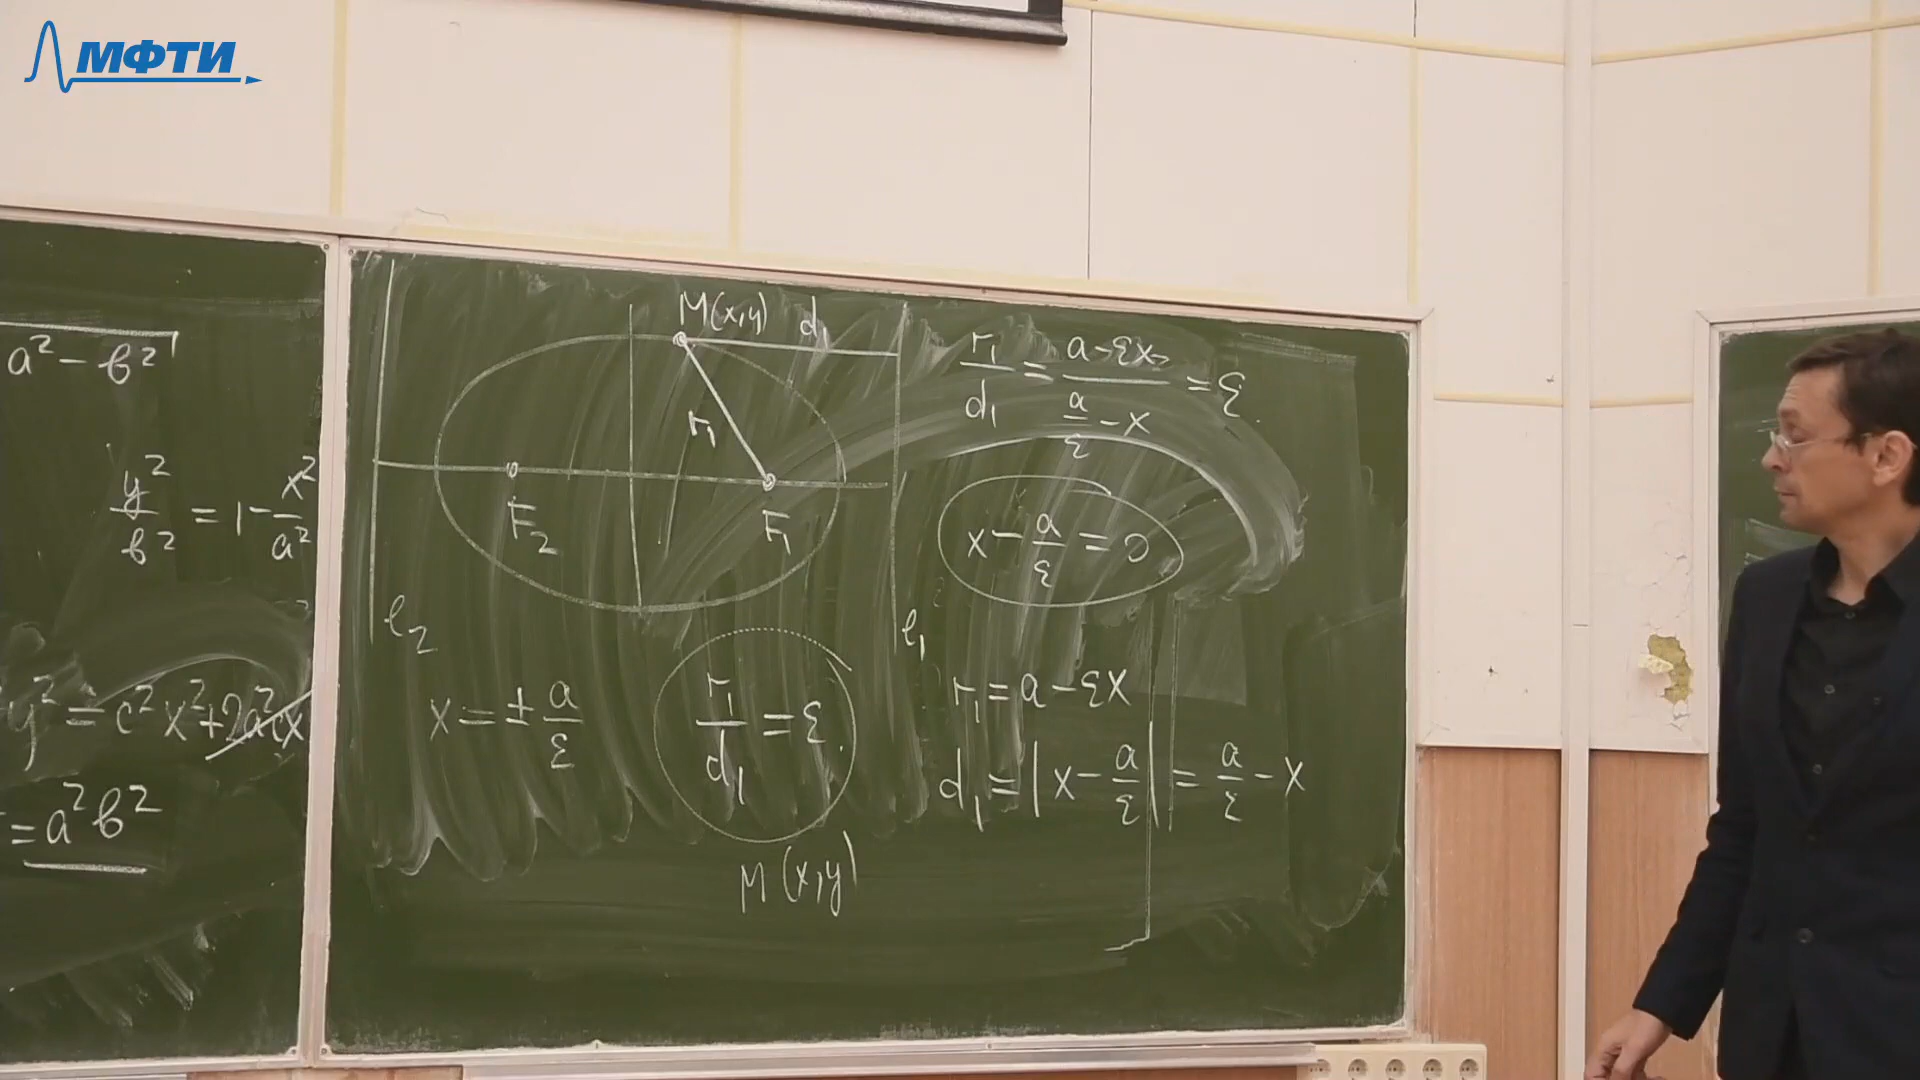 МФТИ
a² − b²
y²/b² = 1 − x²/a²
y² = c²x² + 2a²cx
= a²b²
M(x,y) d₁
r₁
F₂ F₁
l₂ l₁
x = ± a/ε
r₁/d₁ = ε.
M(x,y)
r₁/d₁ = (a − εx)/(a/ε − x) = ε.
x − a/ε = 0
r₁ = a − εx
d₁ = |x − a/ε| = a/ε − x